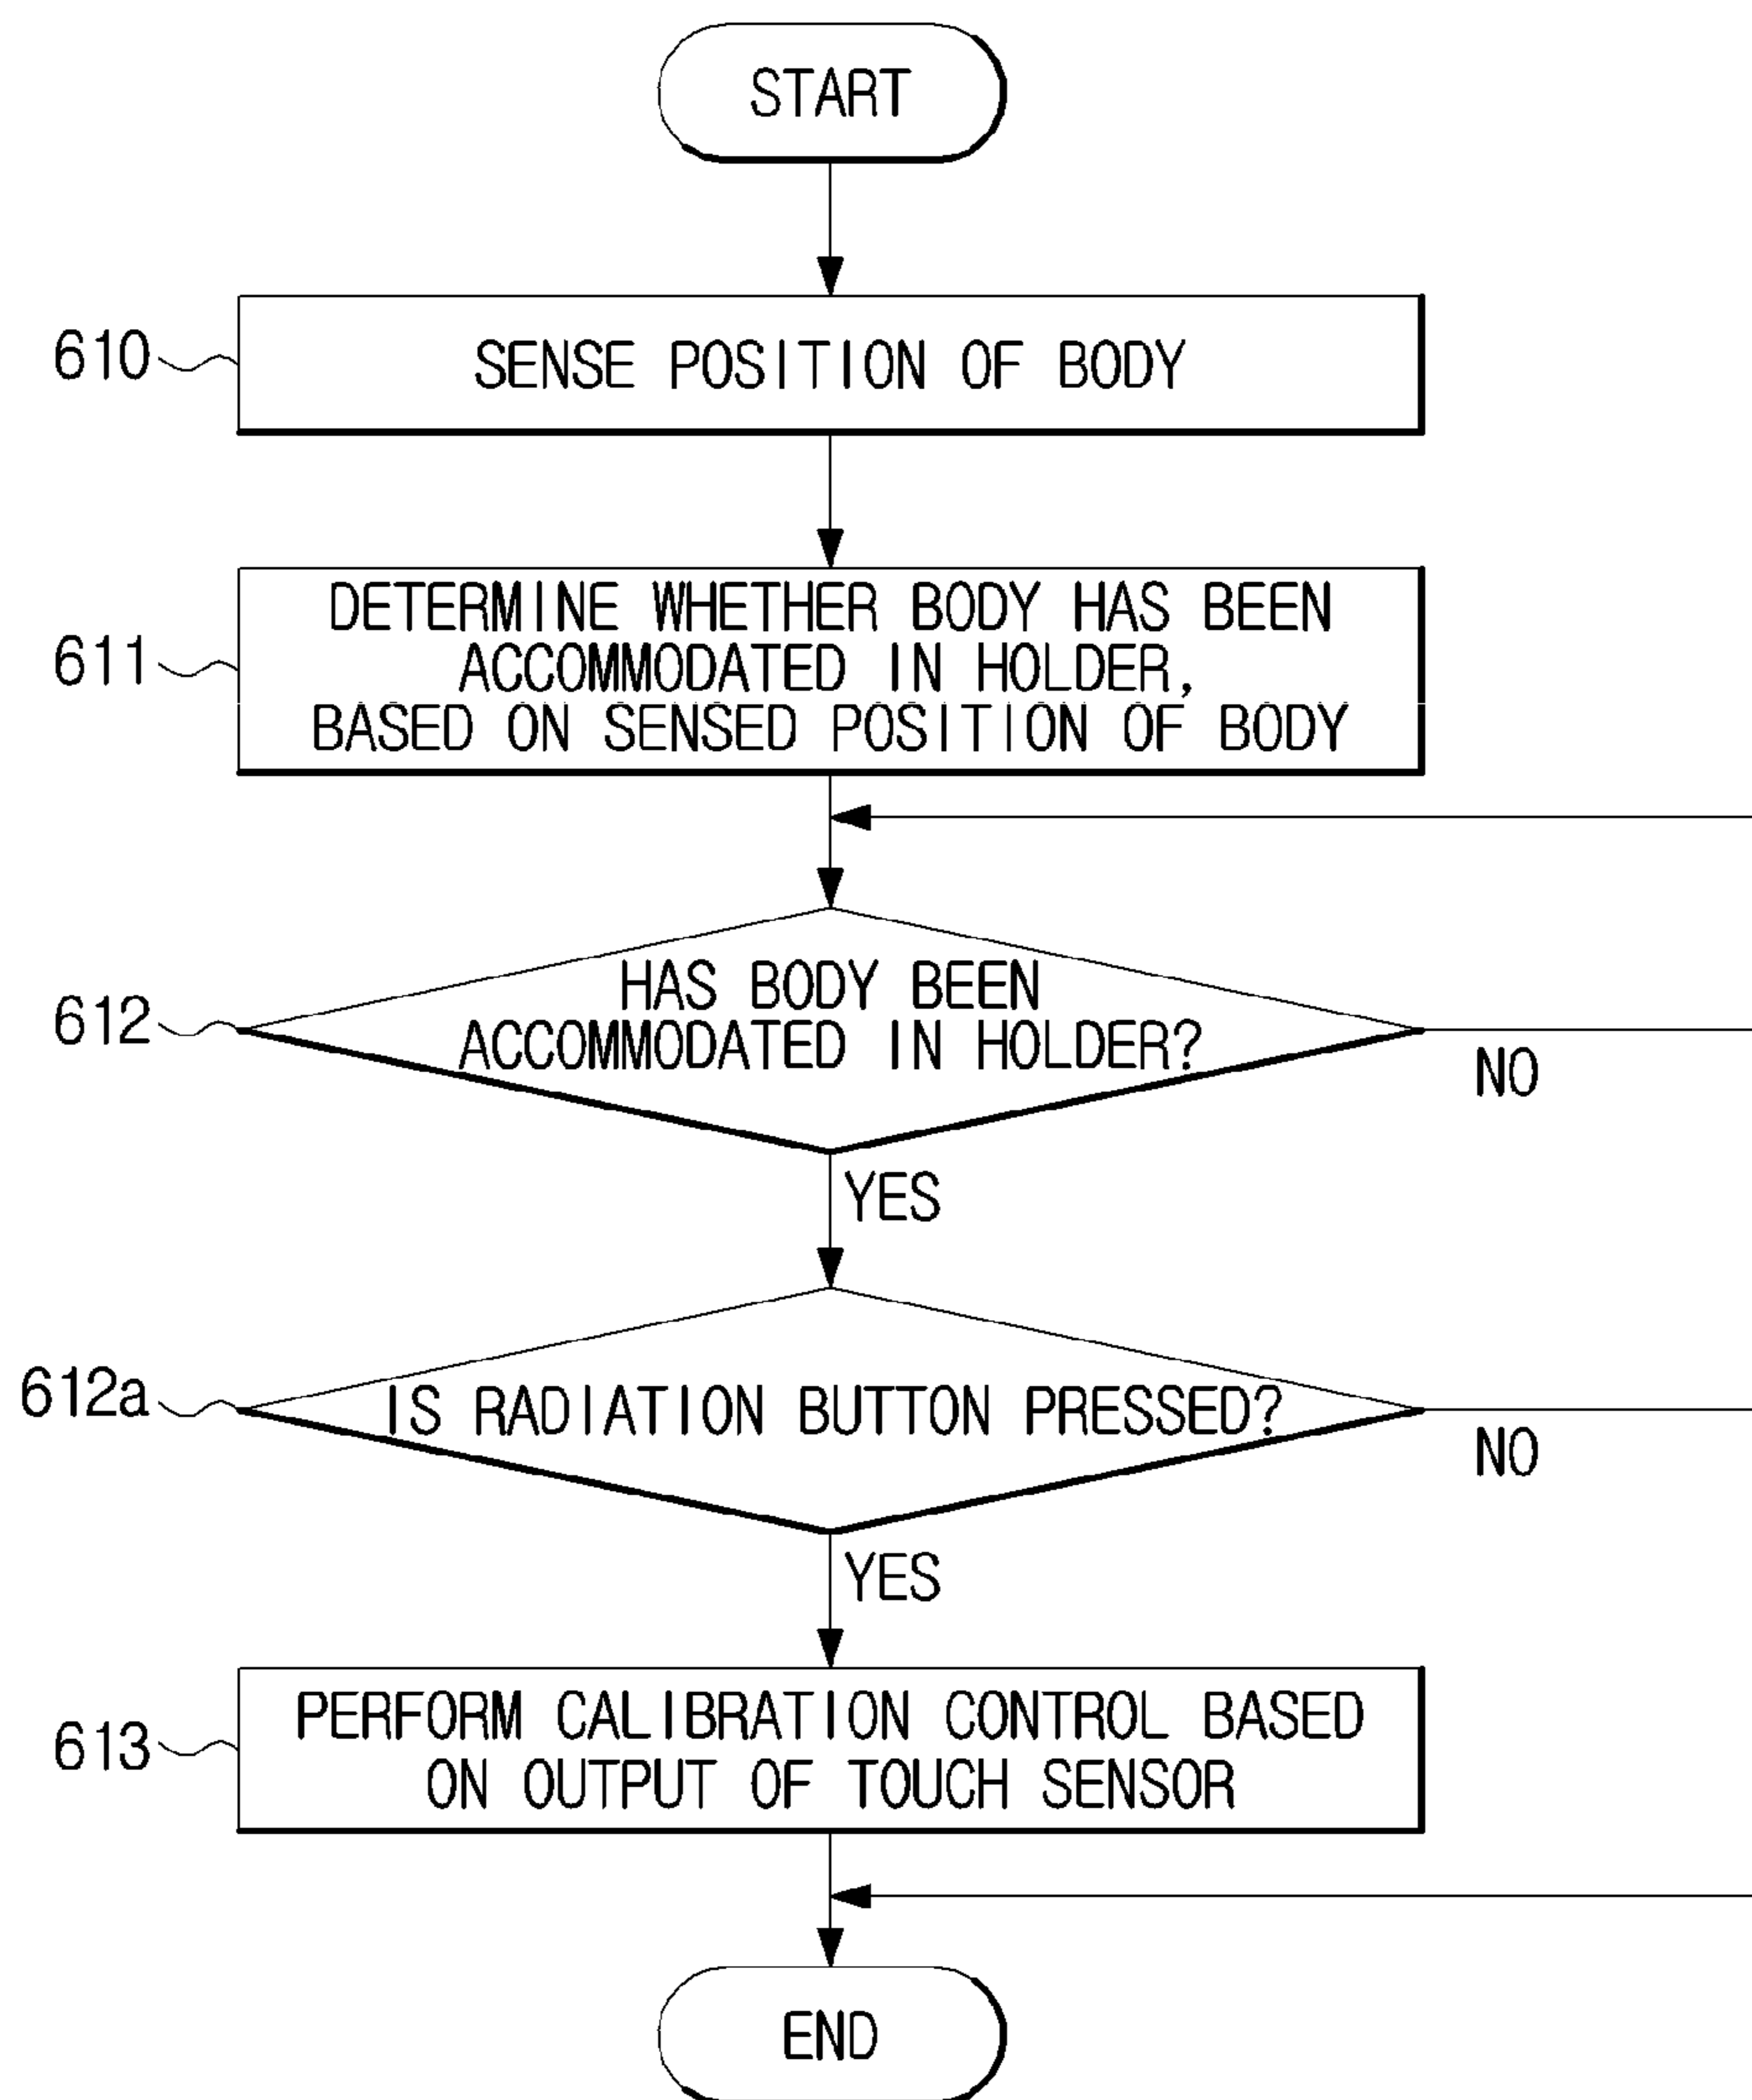 START
610
SENSE POSITION OF BODY
611
DETERMINE WHETHER BODY HAS BEEN
ACCOMMODATED IN HOLDER,
BASED ON SENSED POSITION OF BODY
612
HAS BODY BEEN
ACCOMMODATED IN HOLDER?
NO
YES
612a
IS RADIATION BUTTON PRESSED?
NO
YES
613
PERFORM CALIBRATION CONTROL BASED
ON OUTPUT OF TOUCH SENSOR
END